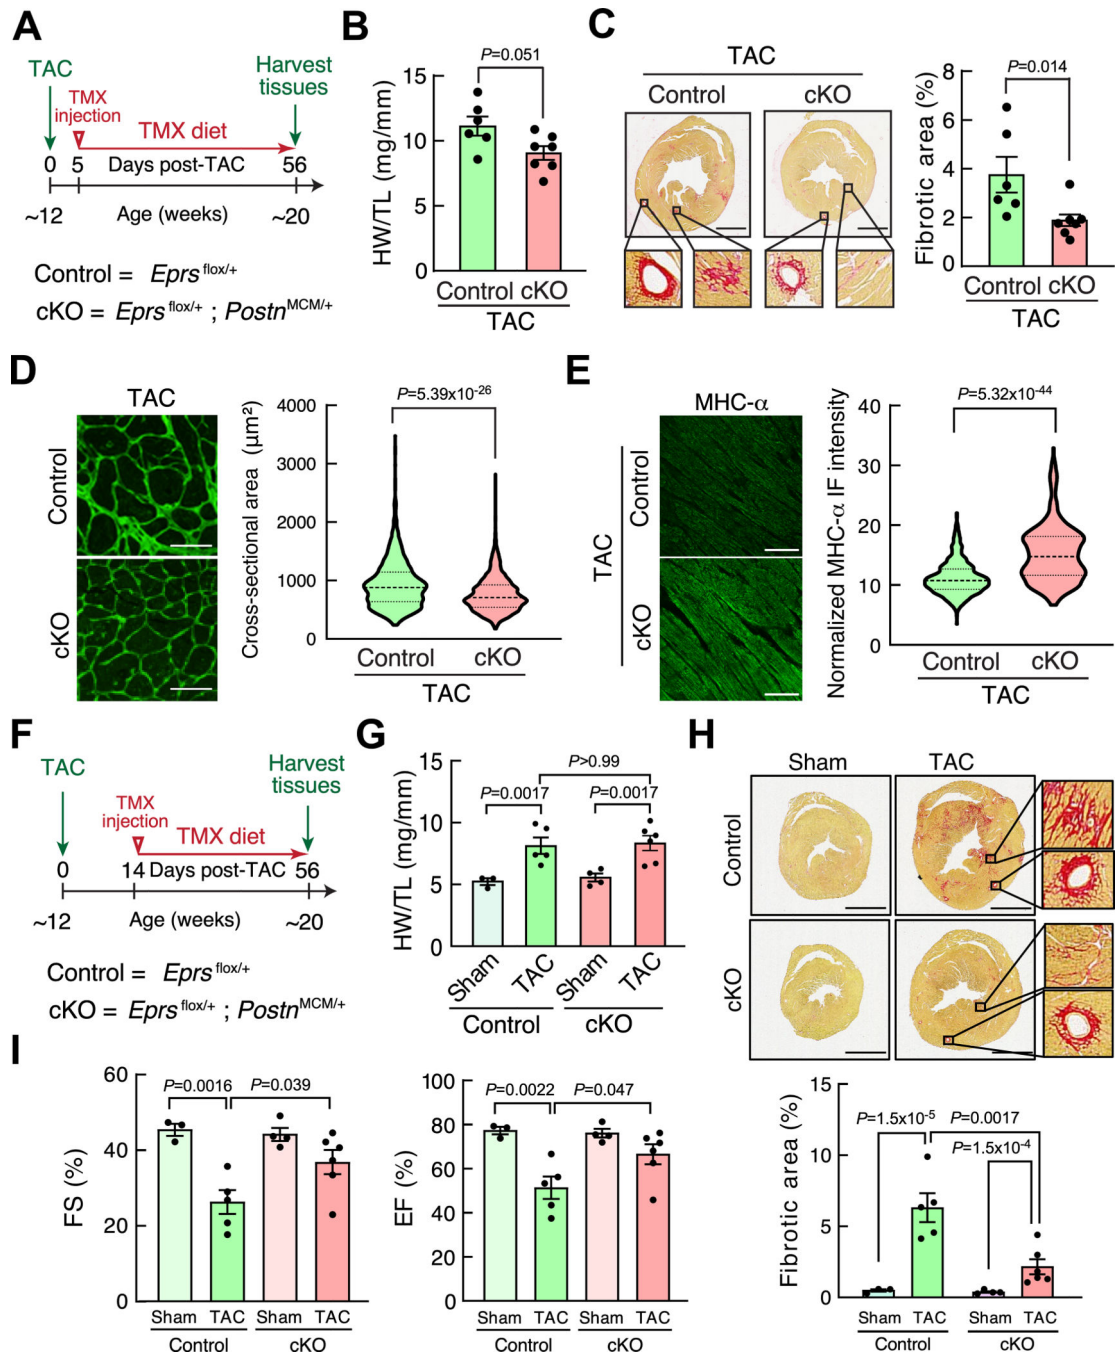 A
TAC
Harvest
tissues
TMX
injection
TMX diet
0
5
Days post-TAC
56
~12
Age (weeks)
~20
Control = Eprs flox/+
cKO = Eprs flox/+ ; Postn MCM/+
B
P=0.051
HW/TL (mg/mm)
15
10
5
0
Control cKO
TAC
C
TAC
Control
cKO
P=0.014
Fibrotic area (%)
8
6
4
2
0
Control cKO
TAC
D
TAC
Control
cKO
P=5.39x10-26
Cross-sectional area (µm²)
4000
3000
2000
1000
0
Control
cKO
TAC
E
MHC-α
TAC
Control
cKO
P=5.32x10-44
Normalized MHC-α IF intensity
40
30
20
10
0
Control
cKO
TAC
F
TAC
Harvest
tissues
TMX
injection
TMX diet
0
14
Days post-TAC
56
~12
Age (weeks)
~20
Control = Eprs flox/+
cKO = Eprs flox/+ ; Postn MCM/+
G
P>0.99
P=0.0017
P=0.0017
HW/TL (mg/mm)
15
10
5
0
Sham
TAC
Sham
TAC
Control
cKO
H
Sham
TAC
Control
cKO
Fibrotic area (%)
15
10
5
0
P=1.5x10-5
P=0.0017
P=1.5x10-4
Sham
TAC
Sham
TAC
Control
cKO
I
FS (%)
60
40
20
0
P=0.0016
P=0.039
Sham
TAC
Sham
TAC
Control
cKO
EF (%)
100
80
60
40
20
0
P=0.0022
P=0.047
Sham
TAC
Sham
TAC
Control
cKO